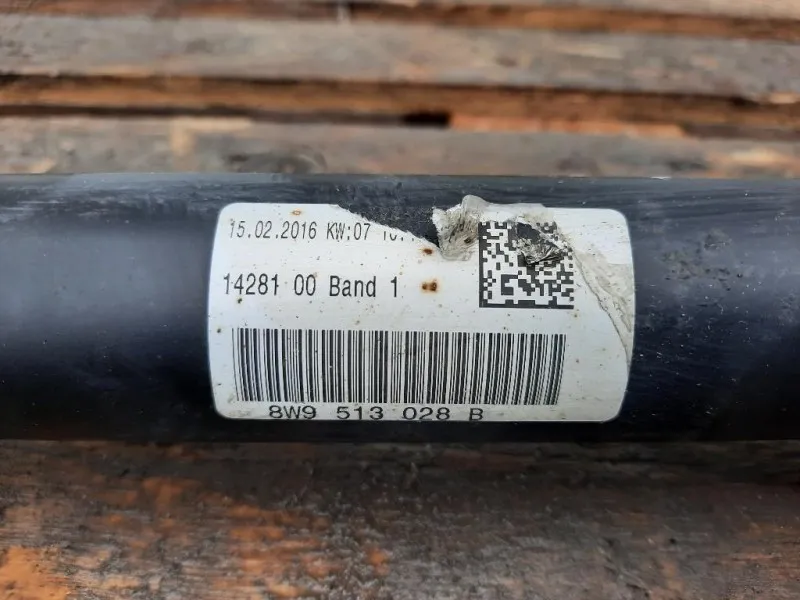 15.02.2016 KW:07
14281 00 Band 1
8W9 513 028 B